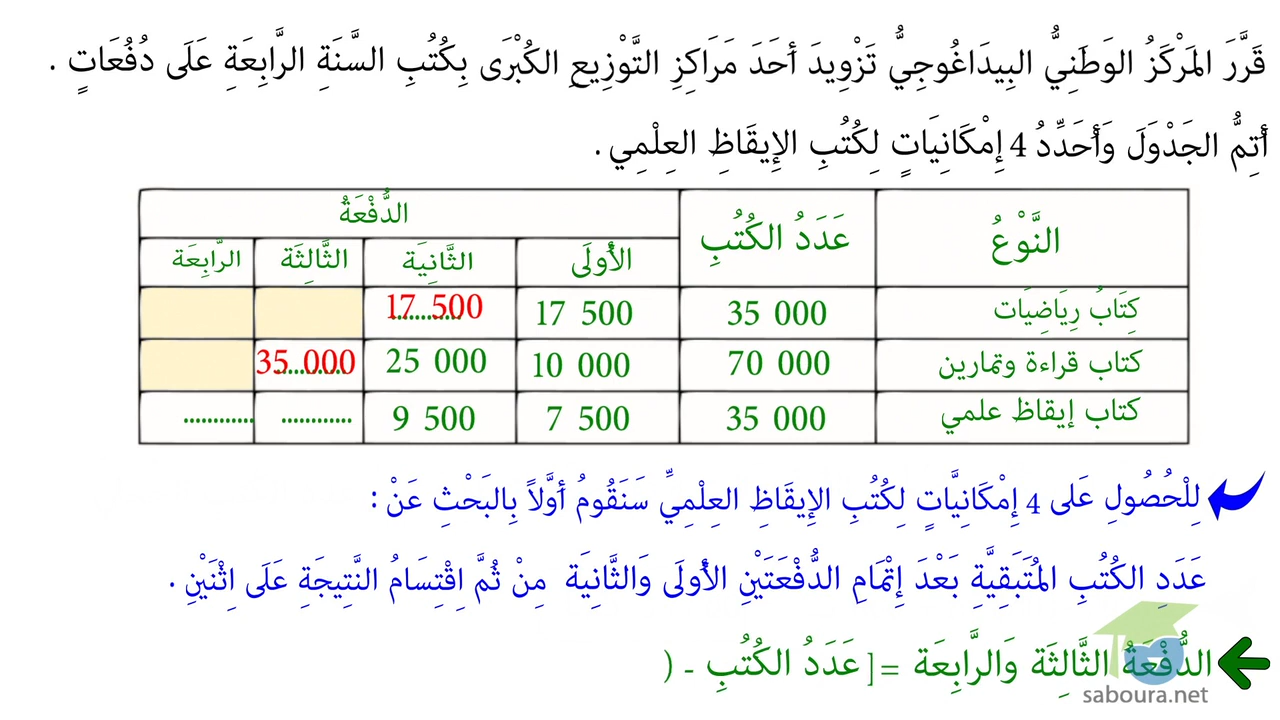 قَرَّرَ المَرْكَزُ الوَطَنِيُّ البِيدَاغُوجِيُّ تَزْوِيدَ أَحَدَ مَرَاكِزِ التَّوْزِيعِ الكُبْرَى بِكُتُبِ السَّنَةِ الرَّابِعَةِ عَلَى دُفُعَاتٍ .
أُتِمُّ الجَدْوَلَ وَأُحَدِّدُ 4 إِمْكَانِيَاتٍ لِكُتُبِ الإِيقَاظِ العِلْمِي .
النَّوْعُ عَدَدُ الكُتُبِ الدُّفْعَةُ
الأُولَى الثَّانِيَة الثَّالِثَة الرَّابِعَة
كِتَابُ رِيَاضِيَات 35 000 17 500 17 500
كتاب قراءة وتمارين 70 000 10 000 25 000 35 000
كتاب إيقاظ علمي 35 000 7 500 9 500 ............ ............
لِلْحُصُولِ عَلى 4 إِمْكَانِيَّاتٍ لِكُتُبِ الإِيقَاظِ العِلْمِيِّ سَنَقُومُ أَوَّلاً بِالبَحْثِ عَنْ :
عَدَدِ الكُتُبِ المُتَبَقِيَّةِ بَعْدَ إِتْمَامِ الدُّفْعَتَيْنِ الأُولَى وَالثَّانِيَة مِنْ ثُمَّ اِقْتِسَامُ النَّتِيجَةِ عَلَى اِثْنَيْنِ .
الدُّفْعَةُ الثَّالِثَة وَالرَّابِعَة = [ عَدَدُ الكُتُبِ - (
saboura.net